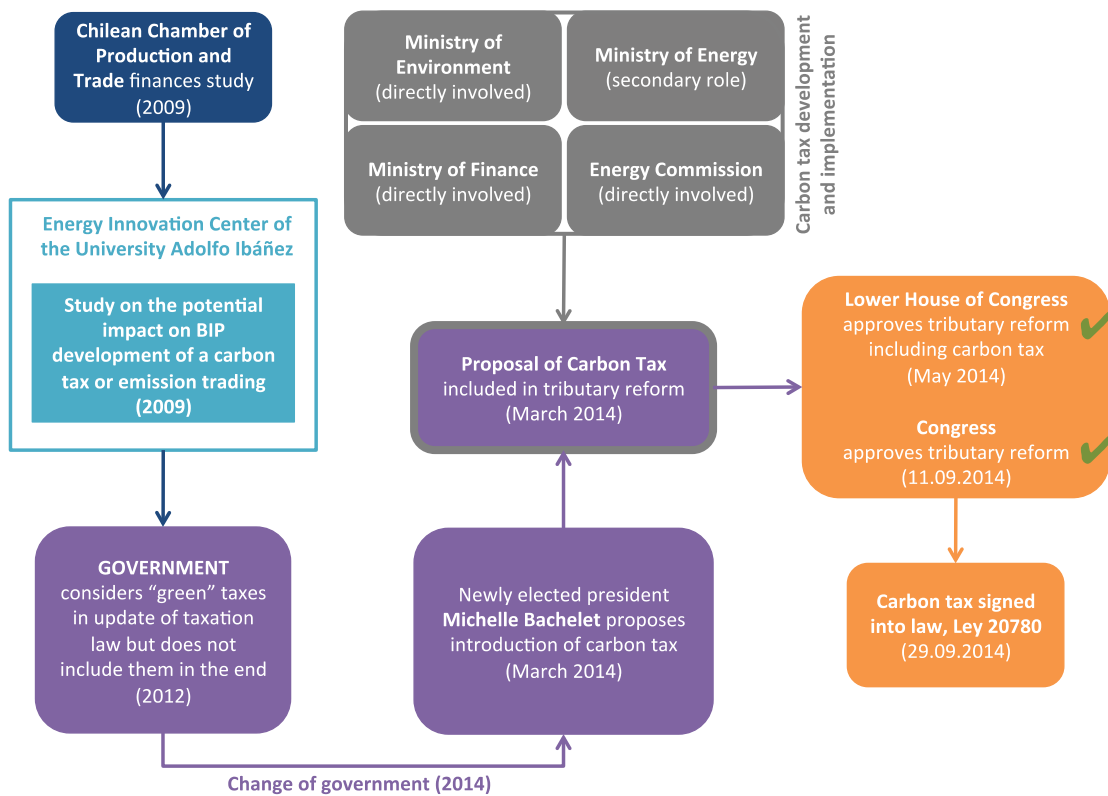 Chilean Chamber of
Production and
Trade finances study
(2009)
Energy Innovation Center of
the University Adolfo Ibáñez
Study on the potential
impact on BIP
development of a carbon
tax or emission trading
(2009)
GOVERNMENT
considers “green” taxes
in update of taxation
law but does not
include them in the end
(2012)
Change of government (2014)
Ministry of
Environment
(directly involved)
Ministry of Energy
(secondary role)
Ministry of Finance
(directly involved)
Energy Commission
(directly involved)
Carbon tax development
and implementation
Proposal of Carbon Tax
included in tributary reform
(March 2014)
Newly elected president
Michelle Bachelet proposes
introduction of carbon tax
(March 2014)
Lower House of Congress
approves tributary reform
including carbon tax
(May 2014)
Congress
approves tributary reform
(11.09.2014)
Carbon tax signed
into law, Ley 20780
(29.09.2014)